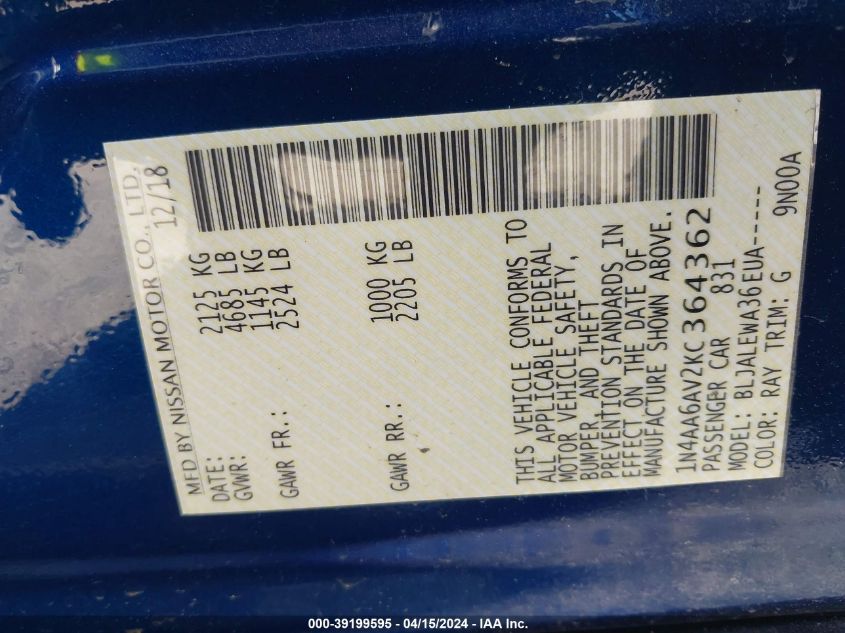 MFD BY NISSAN MOTOR CO., LTD.
DATE: 12/18
GVWR: 2125 KG
4685 LB
GAWR FR.: 1145 KG
2524 LB
GAWR RR.: 1000 KG
2205 LB
THIS VEHICLE CONFORMS TO
ALL APPLICABLE FEDERAL
MOTOR VEHICLE SAFETY,
BUMPER, AND THEFT
PREVENTION STANDARDS IN
EFFECT ON THE DATE OF
MANUFACTURE SHOWN ABOVE.
1N4AA6AV2KC364362
PASSENGER CAR 831
MODEL: BLJALEWA36EUA-----
COLOR: RAY TRIM: G 9N00A
000-39199595 - 04/15/2024 - IAA Inc.